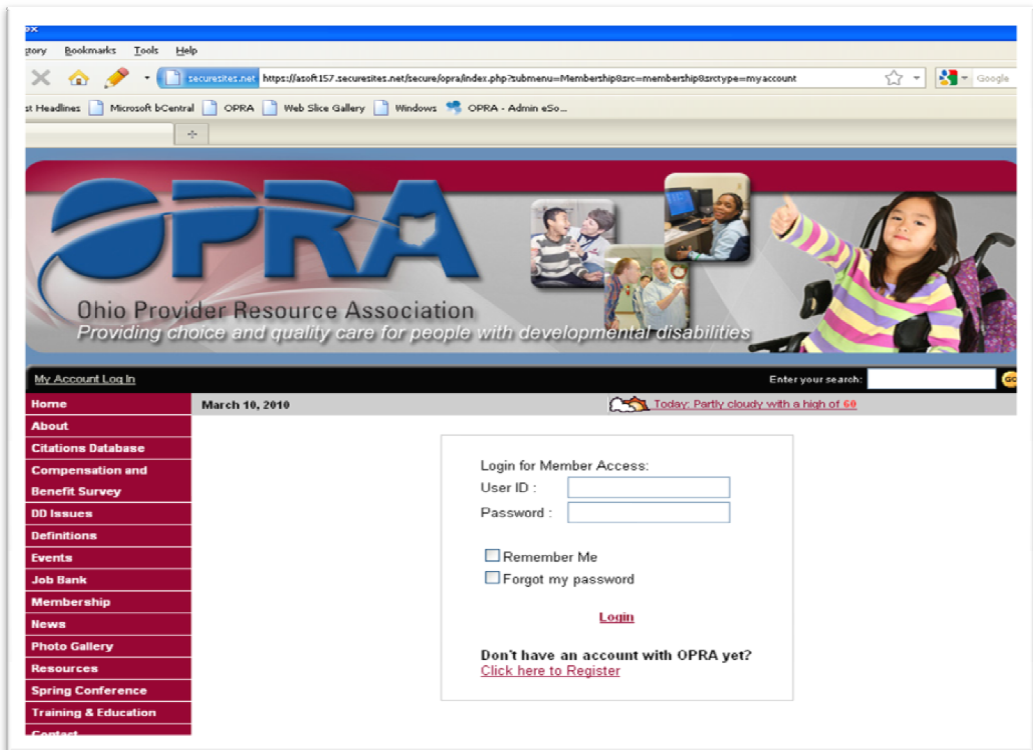 ox
tory Bookmarks Tools Help
securesites.net https://asoft157.securesites.net/secure/opra/index.php?submenu=Membership&src=membership&srctype=myaccount Google
st Headlines Microsoft bCentral OPRA Web Slice Gallery Windows OPRA - Admin eSo...
OPRA
Ohio Provider Resource Association
Providing choice and quality care for people with developmental disabilities
My Account Log In Enter your search: GO
Home March 10, 2010 Today: Partly cloudy with a high of 60
About
Citations Database
Compensation and
Benefit Survey
DD Issues
Definitions
Events
Job Bank
Membership
News
Photo Gallery
Resources
Spring Conference
Training & Education
Contact
Login for Member Access:
User ID :
Password :
Remember Me
Forgot my password
Login
Don't have an account with OPRA yet?
Click here to Register